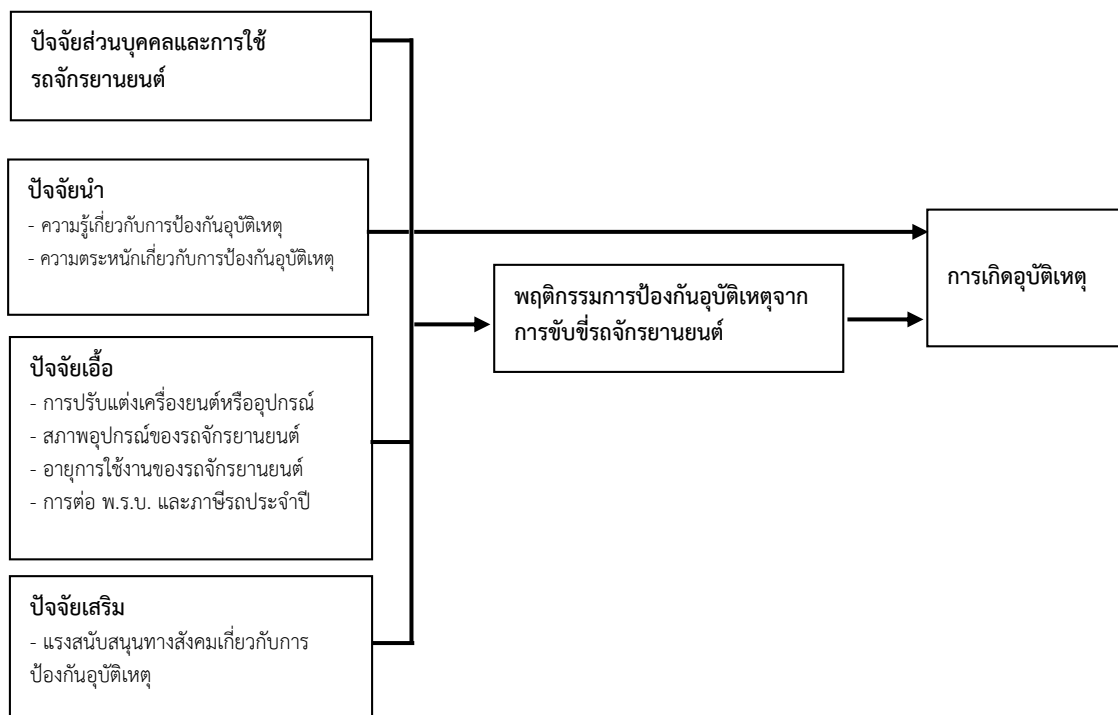 ปัจจัยส่วนบุคคลและการใช้
รถจักรยานยนต์
ปัจจัยนำ
- ความรู้เกี่ยวกับการป้องกันอุบัติเหตุ
- ความตระหนักเกี่ยวกับการป้องกันอุบัติเหตุ
ปัจจัยเอื้อ
- การปรับแต่งเครื่องยนต์หรืออุปกรณ์
- สภาพอุปกรณ์ของรถจักรยานยนต์
- อายุการใช้งานของรถจักรยานยนต์
- การต่อ พ.ร.บ. และภาษีรถประจำปี
ปัจจัยเสริม
- แรงสนับสนุนทางสังคมเกี่ยวกับการ
ป้องกันอุบัติเหตุ
พฤติกรรมการป้องกันอุบัติเหตุจาก
การขับขี่รถจักรยานยนต์
การเกิดอุบัติเหตุ